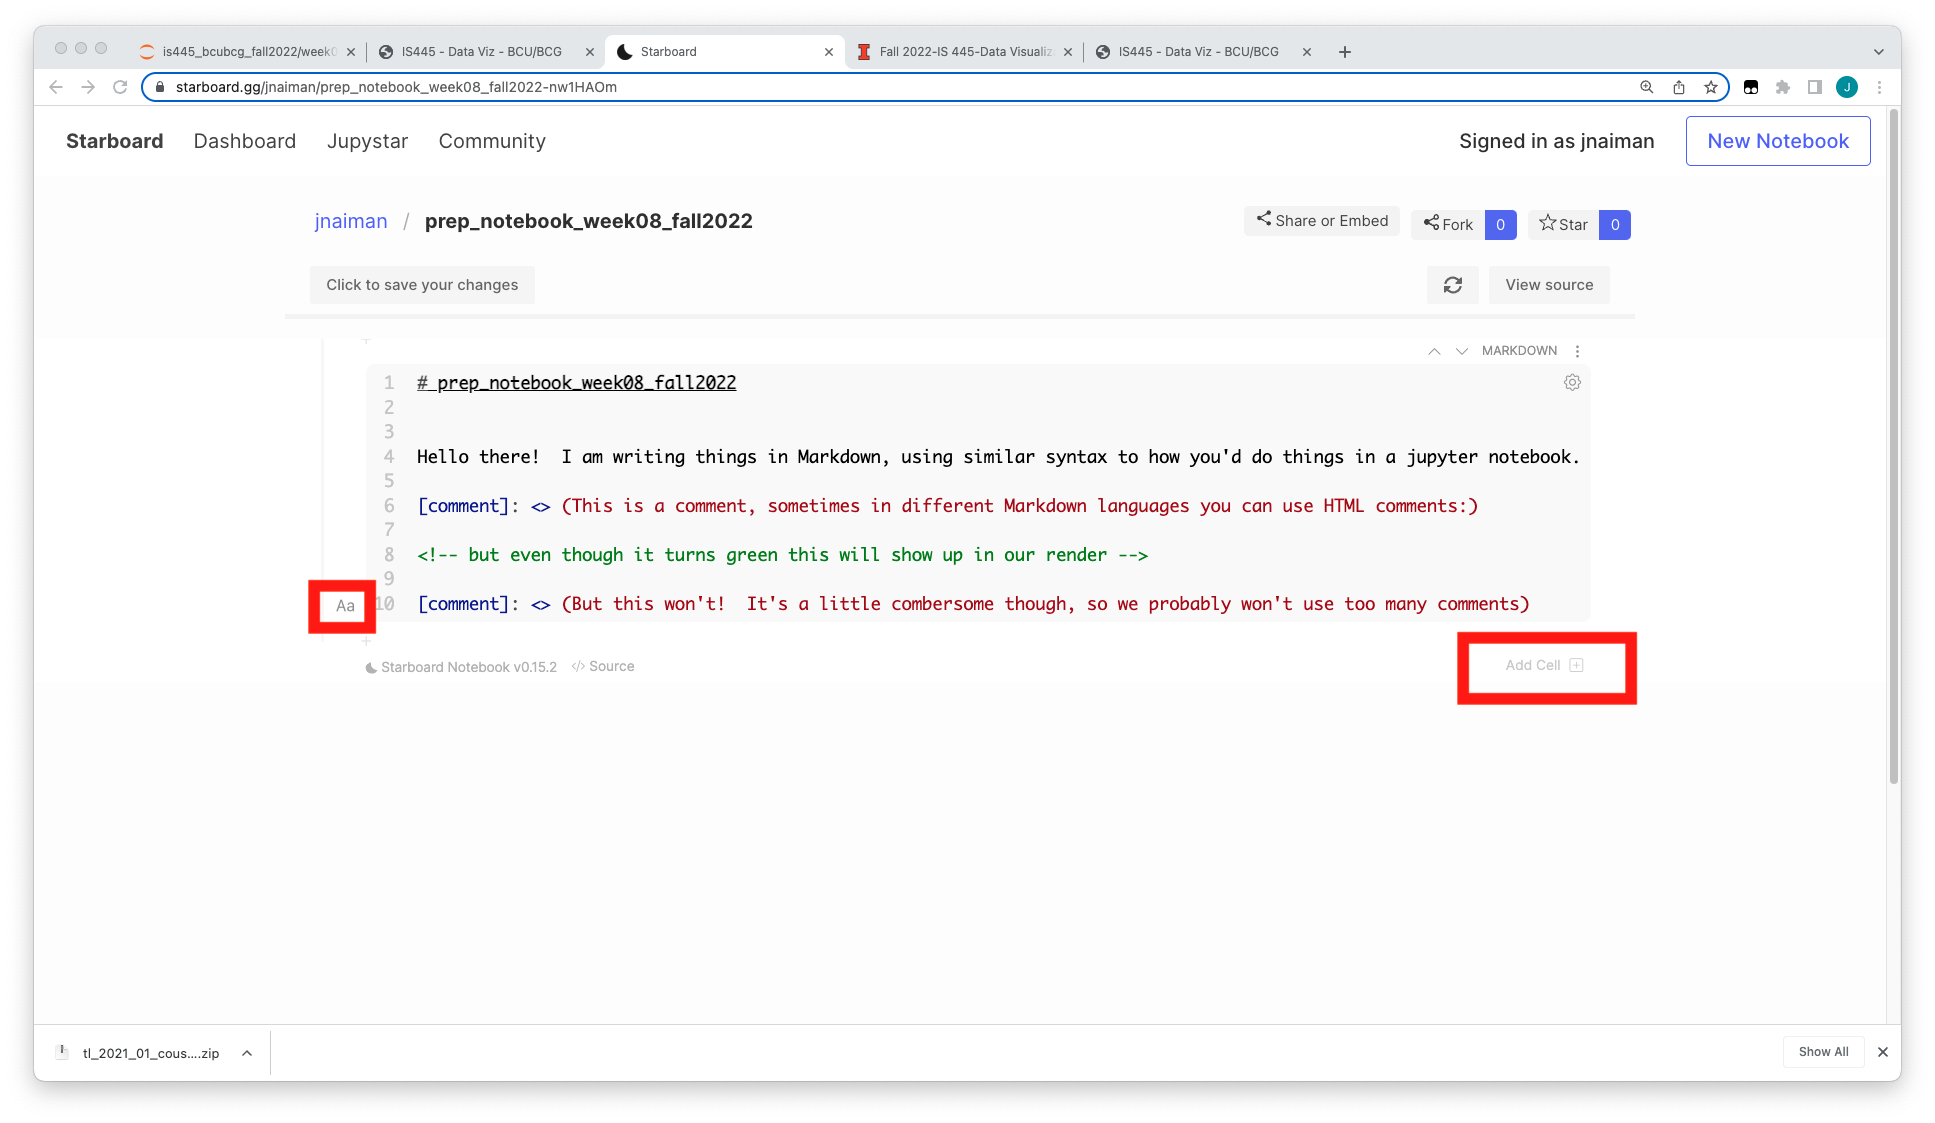 is445_bcubcg_fall2022/week0
IS445 - Data Viz - BCU/BCG
Starboard
Fall 2022-IS 445-Data Visualiz
IS445 - Data Viz - BCU/BCG
starboard.gg/jnaiman/prep_notebook_week08_fall2022-nw1HAOm
J
Starboard Dashboard Jupystar Community Signed in as jnaiman New Notebook
jnaiman / prep_notebook_week08_fall2022 Share or Embed Fork 0 Star 0
Click to save your changes View source
MARKDOWN
1 # prep_notebook_week08_fall2022
2
3
4 Hello there!  I am writing things in Markdown, using similar syntax to how you'd do things in a jupyter notebook.
5
6 [comment]: <> (This is a comment, sometimes in different Markdown languages you can use HTML comments:)
7
8 <!-- but even though it turns green this will show up in our render -->
9
Aa 10 [comment]: <> (But this won't!  It's a little combersome though, so we probably won't use too many comments)
Starboard Notebook v0.15.2 </> Source Add Cell
tl_2021_01_cous....zip Show All